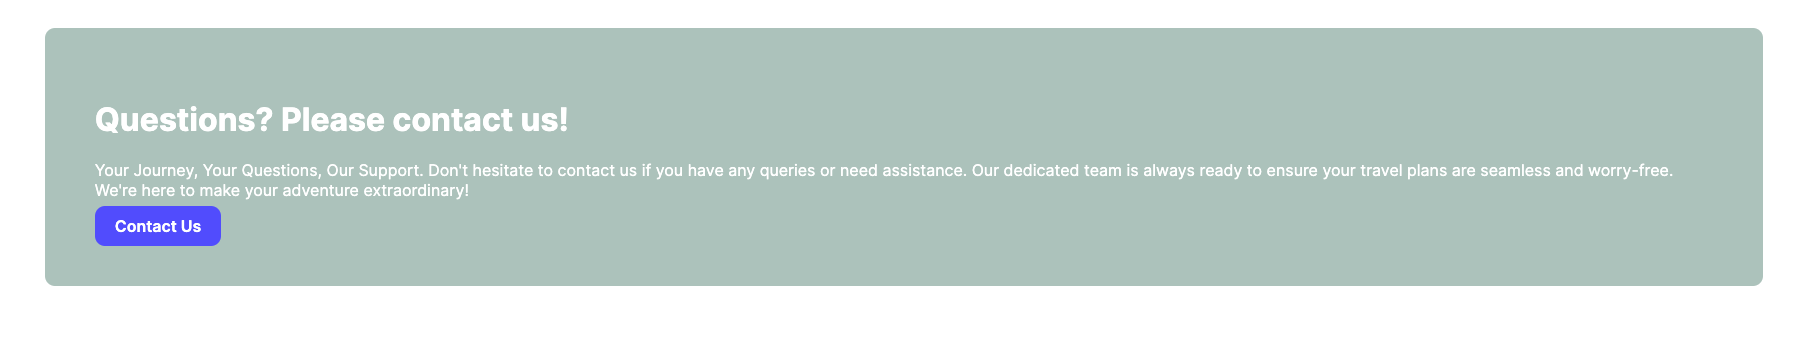 Questions? Please contact us!
Your Journey, Your Questions, Our Support. Don't hesitate to contact us if you have any queries or need assistance. Our dedicated team is always ready to ensure your travel plans are seamless and worry-free.
We're here to make your adventure extraordinary!
Contact Us